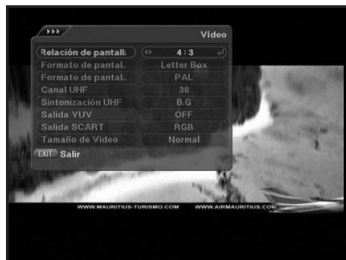 Vídeo
Relación de pantall: 4:3
Formato de pantal.. Letter Box
Formato de pantal.. PAL
Canal UHF 38
Sintonización UHF B.G
Salida YUV OFF
Salida SCART RGB
Tamaño de Vídeo Normal
EXIT Salir
WWW.MAURITIUS-TURISMO.COM WWW.AIRMAURITIUS.COM